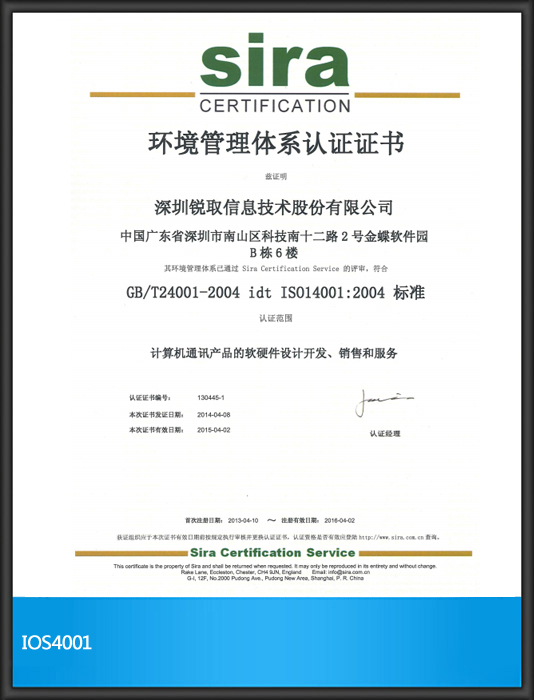 sira
CERTIFICATION
环境管理体系认证证书
兹证明
深圳锐取信息技术股份有限公司
中国广东省深圳市南山区科技南十二路 2 号金蝶软件园
B 栋 6 楼
其环境管理体系已通过 Sira Certification Service 的评审，符合
GB/T24001-2004 idt ISO14001:2004 标准
认证范围
计算机通讯产品的软硬件设计开发、销售和服务
认证证书编号： 130445-1
本次证书发证日期： 2014-04-08
本次证书有效日期： 2015-04-02
认证经理
首次注册日期： 2013-04-10 ～ 注册有效日期： 2016-04-02
获证组织应于本次证书有效日期前按规定执行审核并更换认证证书，认证资格是否有效应登陆 http://www.sira.com.cn 查询。
Sira Certification Service
This certificate is the property of Sira and shall be returned when requested. It may only be reproduced in its entirety and without change.
Rake Lane, Eccleston, Chester, CH4 9JN, England Email: info@sira.com.cn
G-I, 12F, No.2000 Pudong Ave., Pudong New Area, Shanghai, P. R. China
IOS4001